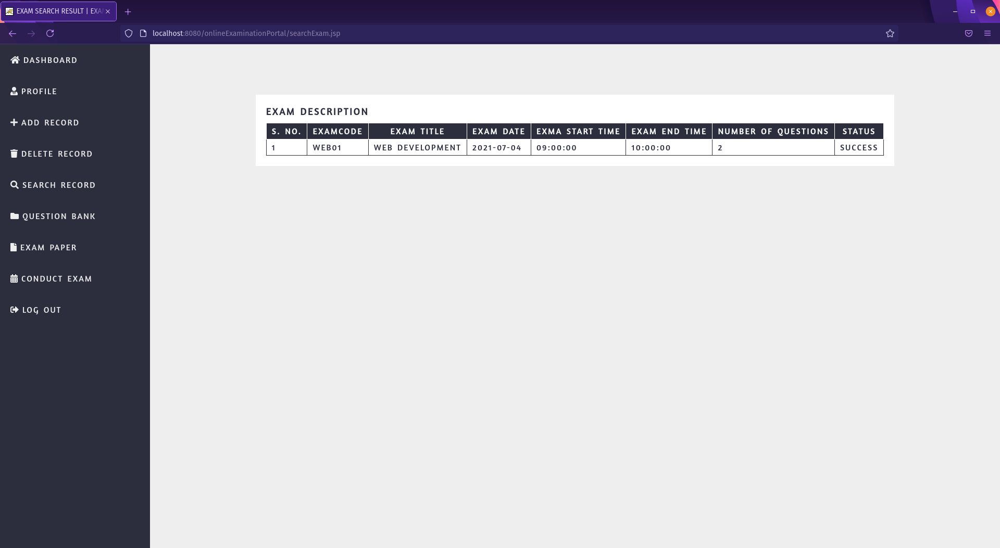 EXAM SEARCH RESULT | EXA
localhost:8080/onlineExaminationPortal/searchExam.jsp
DASHBOARD
PROFILE
ADD RECORD
DELETE RECORD
SEARCH RECORD
QUESTION BANK
EXAM PAPER
CONDUCT EXAM
LOG OUT
EXAM DESCRIPTION
S. NO. EXAMCODE EXAM TITLE EXAM DATE EXMA START TIME EXAM END TIME NUMBER OF QUESTIONS STATUS
1 WEB01 WEB DEVELOPMENT 2021-07-04 09:00:00 10:00:00 2 SUCCESS